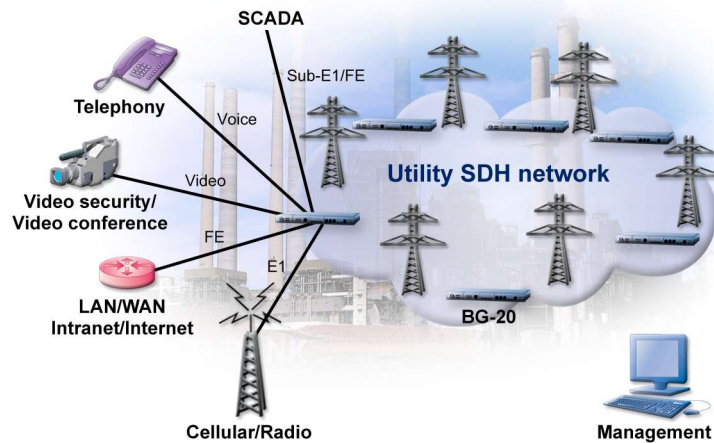 SCADA
Sub-E1/FE
Telephony
Voice
Utility SDH network
Video
Video security/
Video conference
FE
E1
LAN/WAN
Intranet/Internet
BG-20
Cellular/Radio
Management